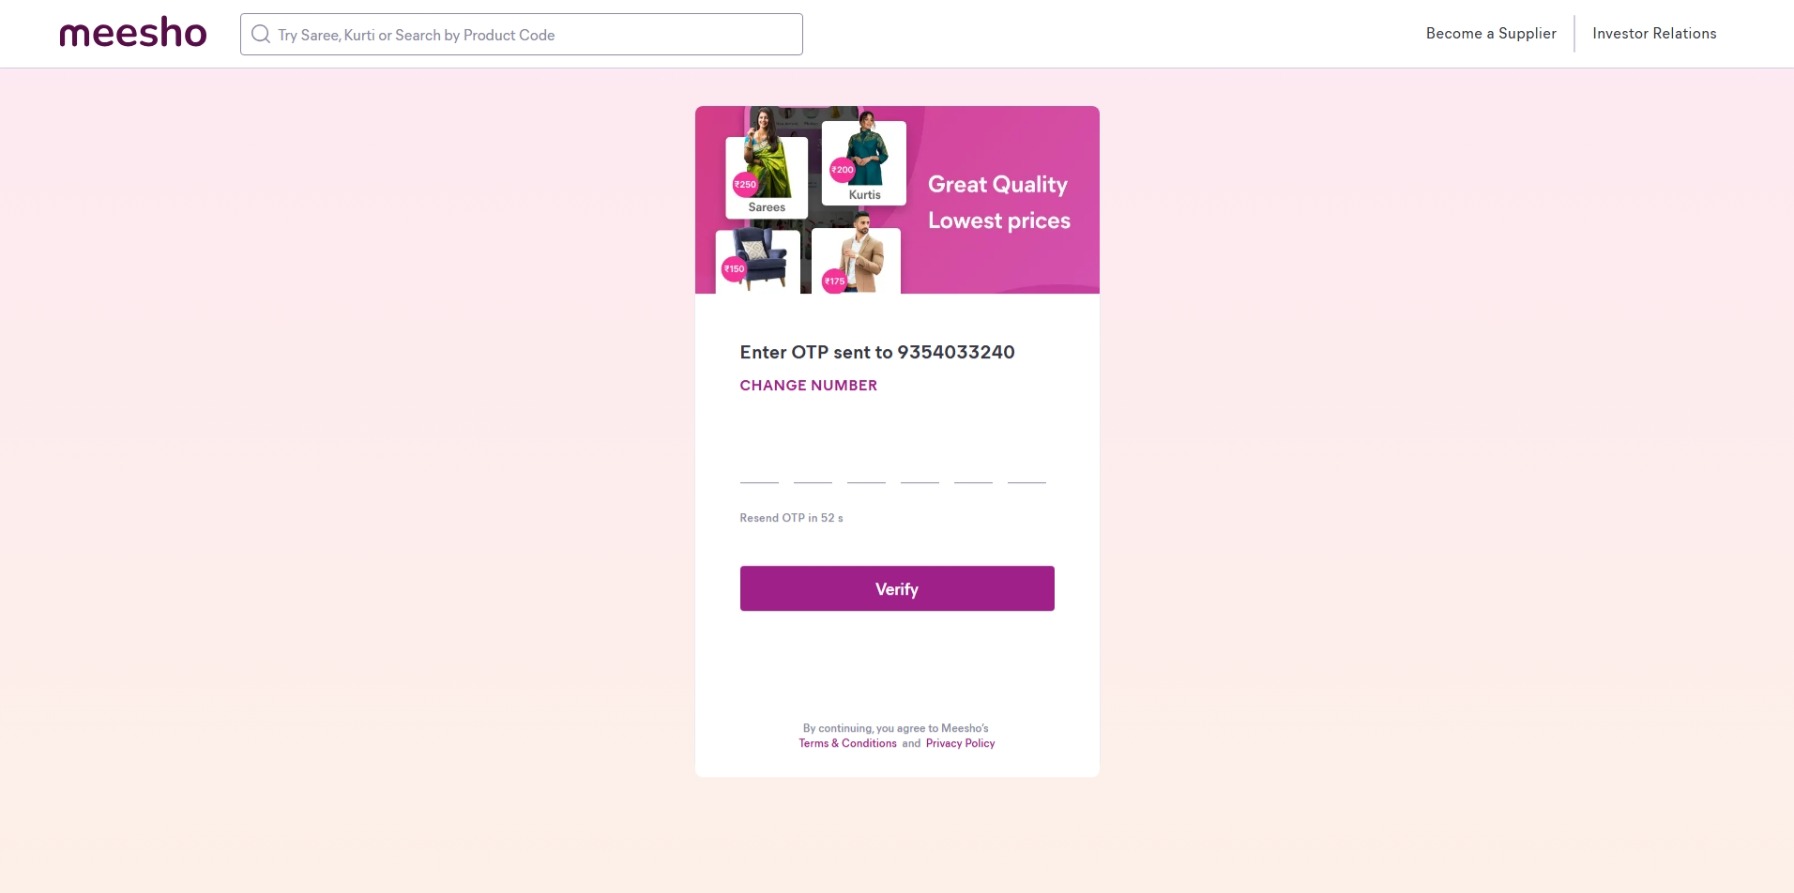 meesho
Try Saree, Kurti or Search by Product Code
Become a Supplier
Investor Relations
₹250
Sarees
₹200
Kurtis
₹150
₹175
Great Quality
Lowest prices
Enter OTP sent to 9354033240
CHANGE NUMBER
Resend OTP in 52 s
Verify
By continuing, you agree to Meesho's
Terms & Conditions and Privacy Policy